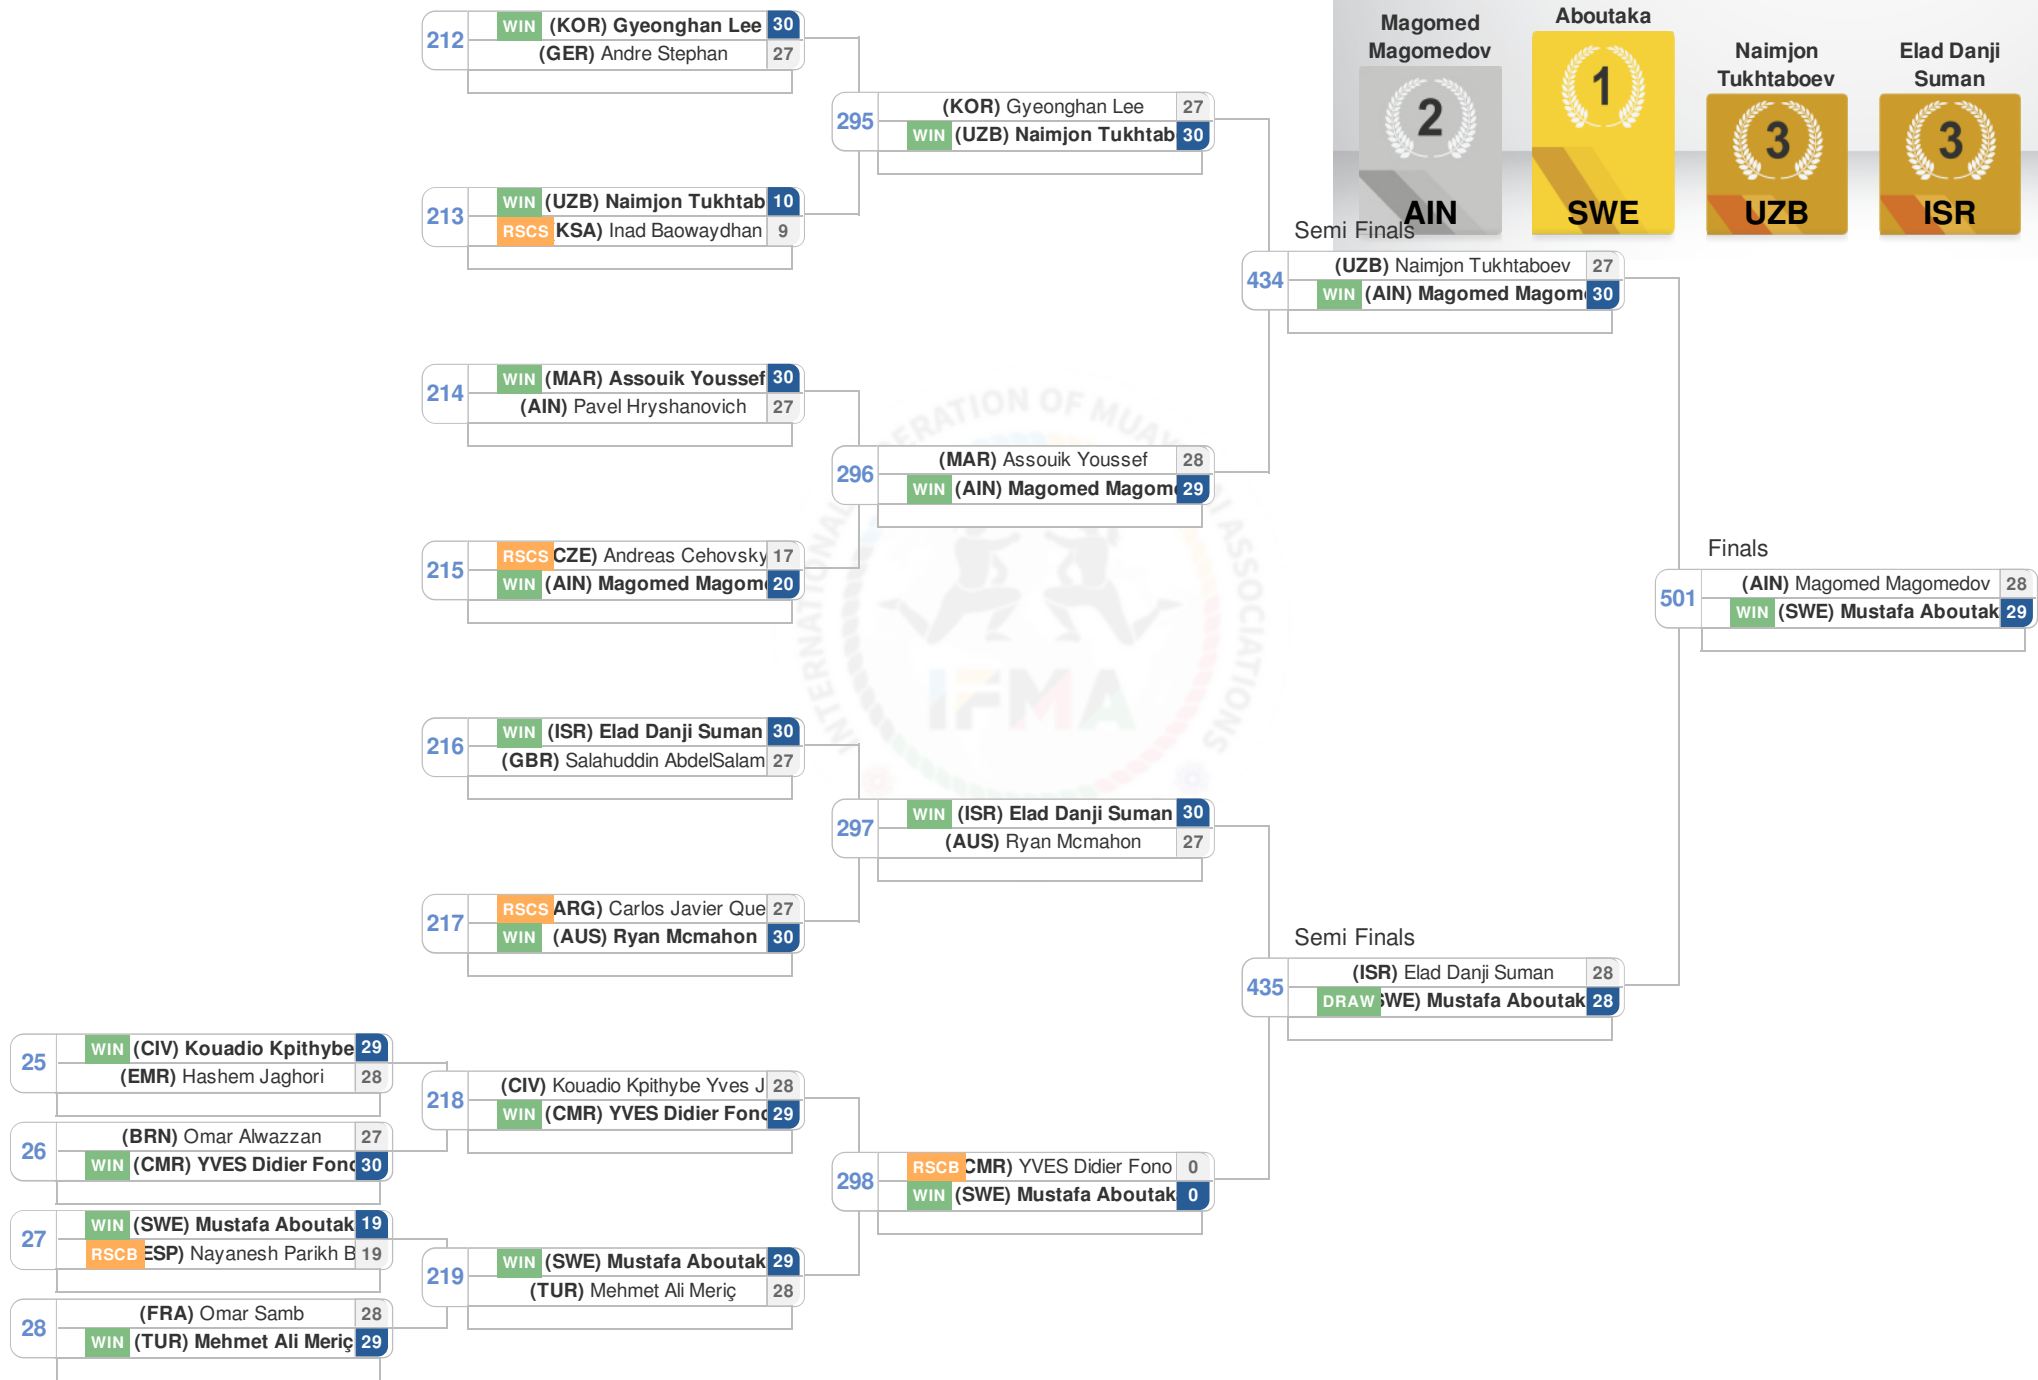 212
WIN (KOR) Gyeonghan Lee 30
(GER) Andre Stephan 27
213
WIN (UZB) Naimjon Tukhtab 10
RSCS KSA) Inad Baowaydhan 9
214
WIN (MAR) Assouik Youssef 30
(AIN) Pavel Hryshanovich 27
215
RSCS CZE) Andreas Cehovsky 17
WIN (AIN) Magomed Magom 20
216
WIN (ISR) Elad Danji Suman 30
(GBR) Salahuddin AbdelSalam 27
217
RSCS ARG) Carlos Javier Que 27
WIN (AUS) Ryan Mcmahon 30
25
WIN (CIV) Kouadio Kpithybe 29
(EMR) Hashem Jaghori 28
26
(BRN) Omar Alwazzan 27
WIN (CMR) YVES Didier Fono 30
27
WIN (SWE) Mustafa Aboutak 19
RSCB ESP) Nayanesh Parikh B 19
28
(FRA) Omar Samb 28
WIN (TUR) Mehmet Ali Meriç 29
218
(CIV) Kouadio Kpithybe Yves J 28
WIN (CMR) YVES Didier Fono 29
219
WIN (SWE) Mustafa Aboutak 29
(TUR) Mehmet Ali Meriç 28
295
(KOR) Gyeonghan Lee 27
WIN (UZB) Naimjon Tukhtab 30
296
(MAR) Assouik Youssef 28
WIN (AIN) Magomed Magom 29
297
WIN (ISR) Elad Danji Suman 30
(AUS) Ryan Mcmahon 27
298
RSCB CMR) YVES Didier Fono 0
WIN (SWE) Mustafa Aboutak 0
Semi Finals
434
(UZB) Naimjon Tukhtaboev 27
WIN (AIN) Magomed Magom 30
Semi Finals
435
(ISR) Elad Danji Suman 28
DRAW SWE) Mustafa Aboutak 28
Finals
501
(AIN) Magomed Magomedov 28
WIN (SWE) Mustafa Aboutak 29
Magomed
Magomedov
2
AIN
Aboutaka
1
SWE
Naimjon
Tukhtaboev
3
UZB
Elad Danji
Suman
3
ISR
INTERNATIONAL FEDERATION OF MUAYTHAI ASSOCIATIONS
IFMA